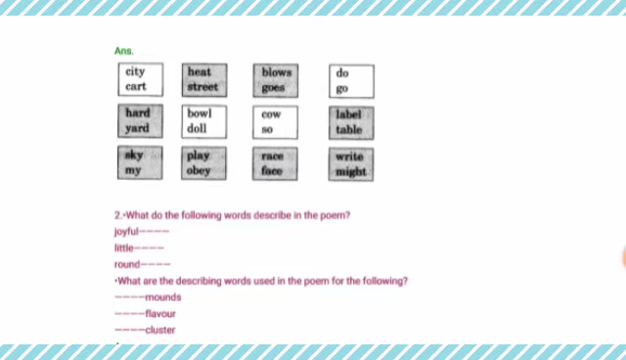 Ans.
city heat blows do
cart street goes go
hard bowl cow label
yard doll so table
sky play race write
my obey face might
2.•What do the following words describe in the poem?
joyful-----
little-----
round-----
•What are the describing words used in the poem for the following?
-----mounds
-----flavour
-----cluster